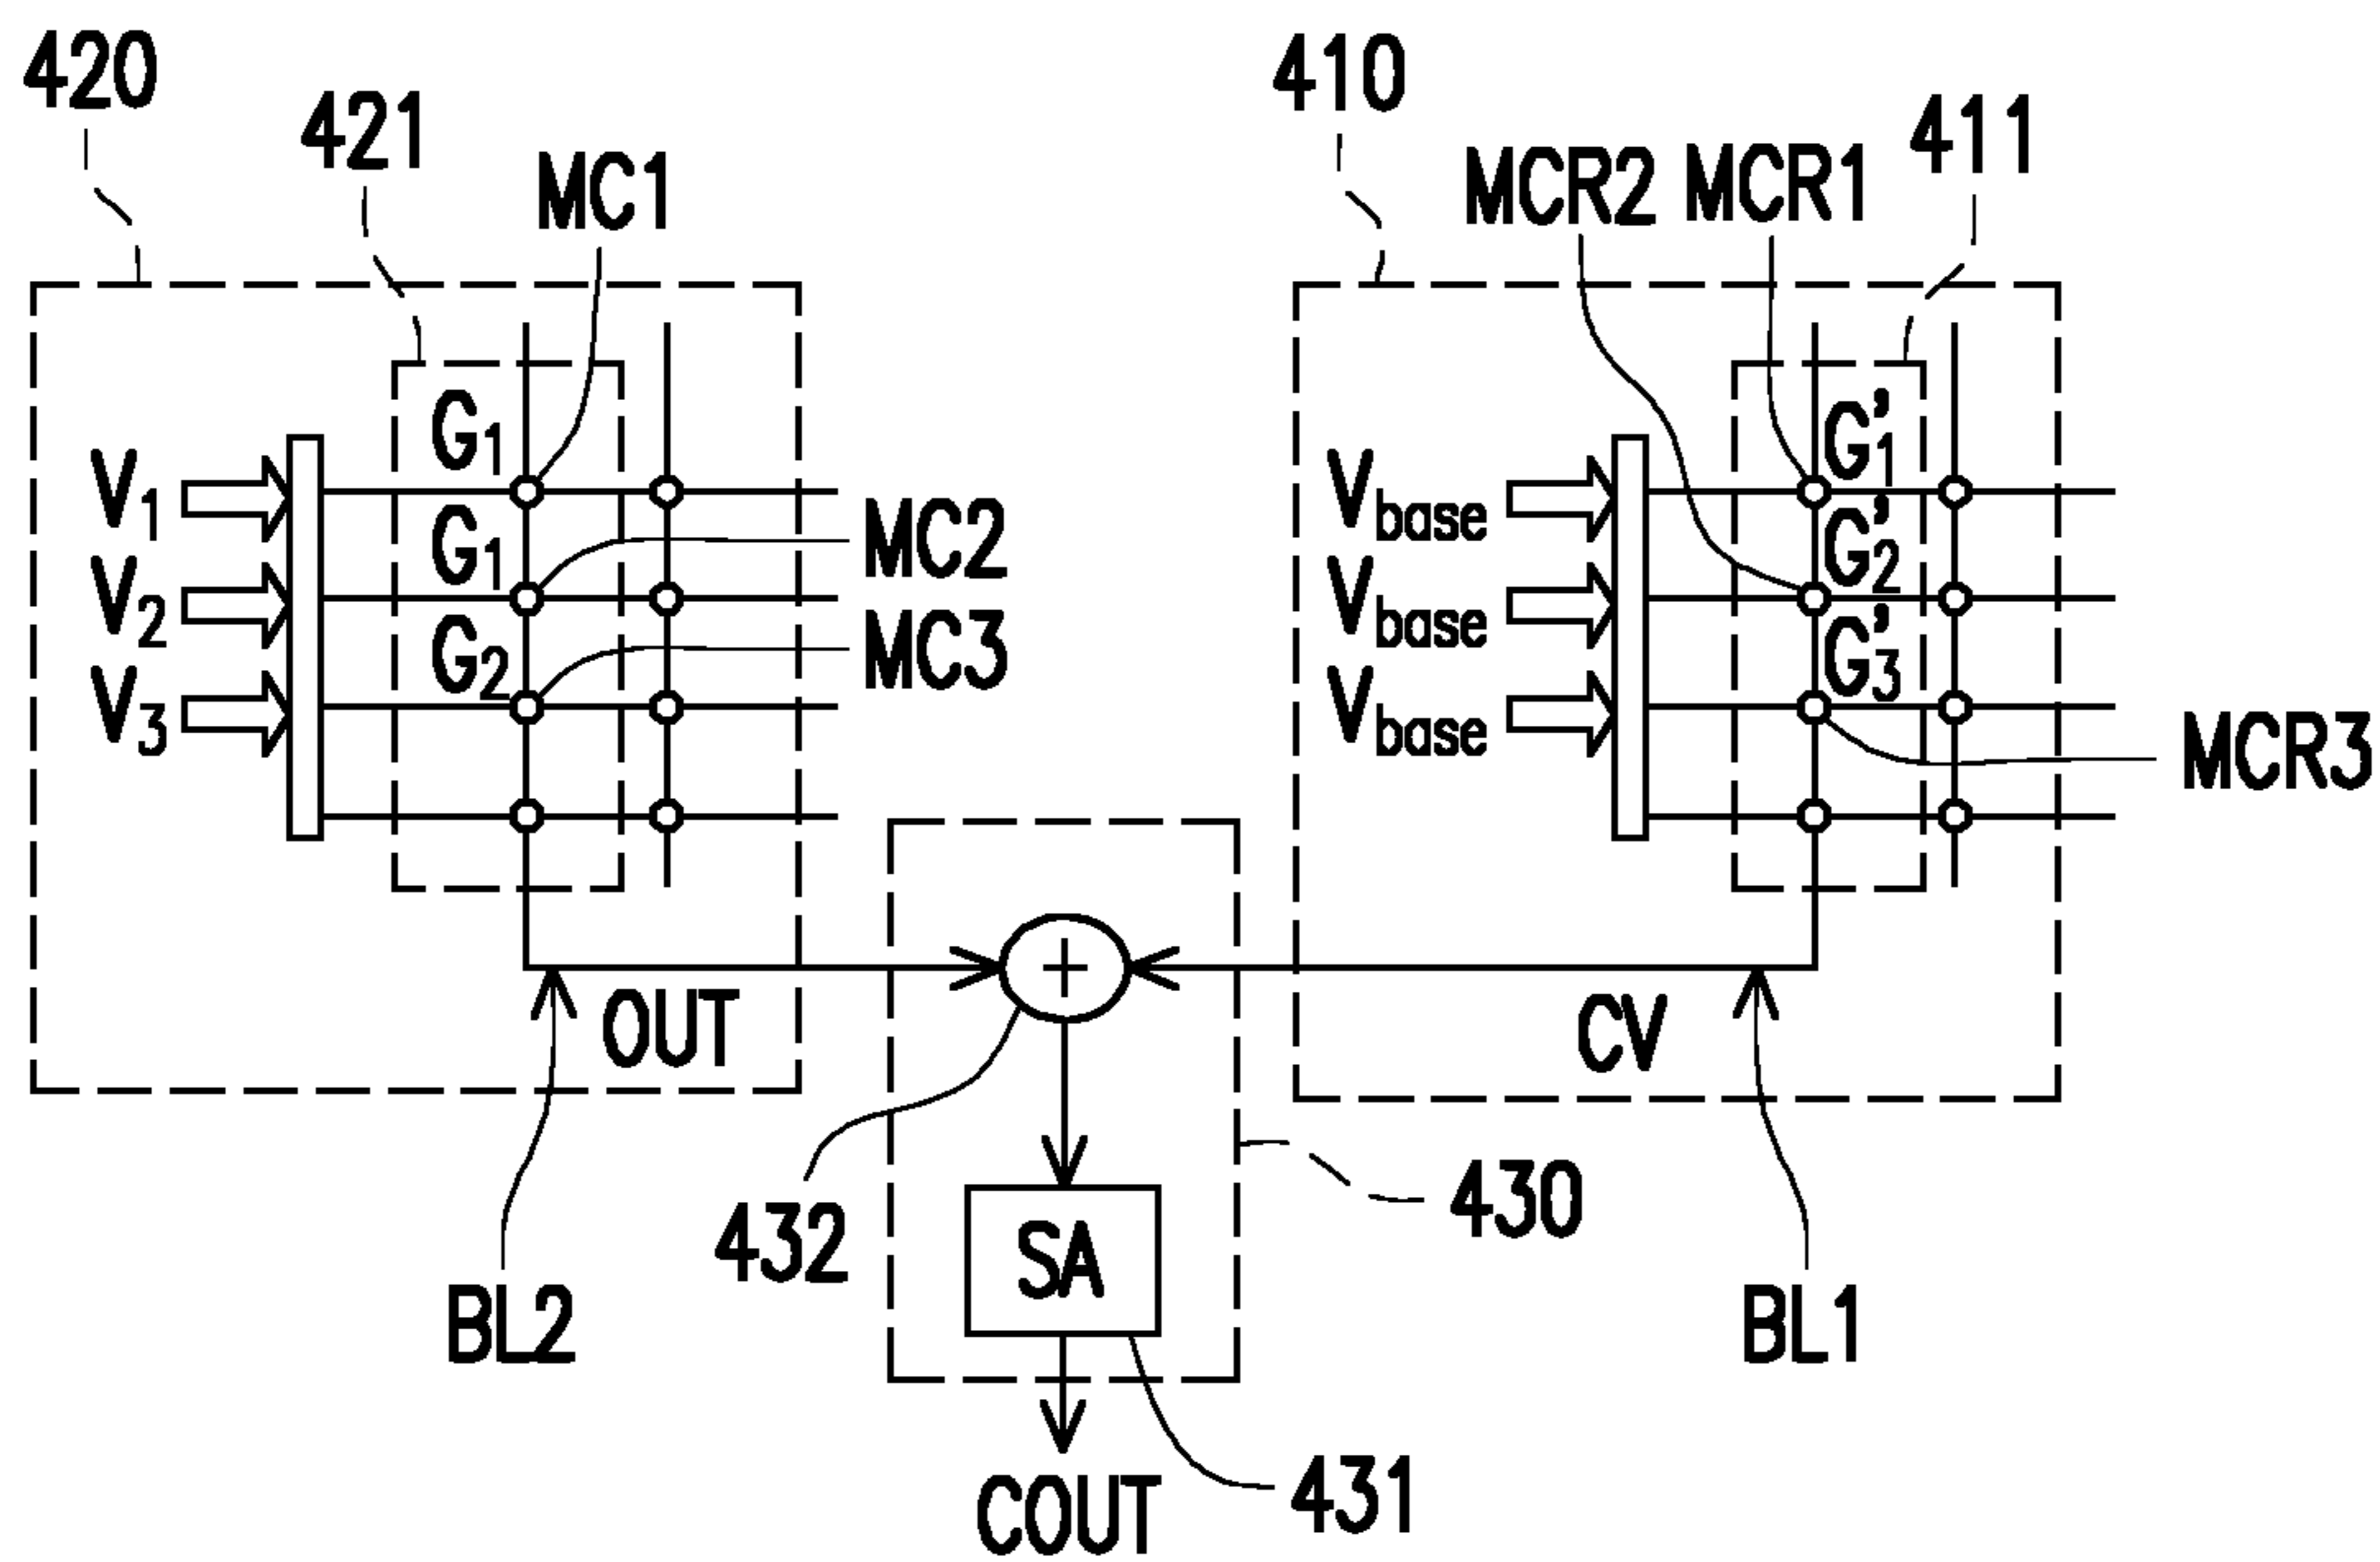 420
421
MC1
410
MCR2
MCR1
411
G1
G1
G2
V1
V2
V3
MC2
MC3
Vbase
Vbase
Vbase
G'1
G'2
G'3
MCR3
OUT
+
CV
BL2
432
SA
430
BL1
COUT
431